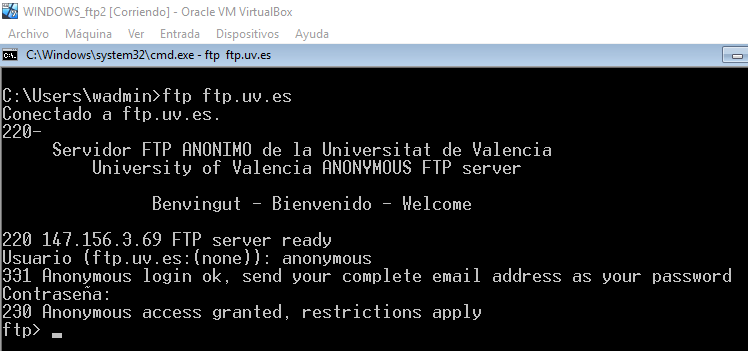 WINDOWS_ftp2 [Corriendo] - Oracle VM VirtualBox
Archivo Máquina Ver Entrada Dispositivos Ayuda
C:\Windows\system32\cmd.exe - ftp ftp.uv.es
C:\Users\wadmin>ftp ftp.uv.es
Conectado a ftp.uv.es.
220-
Servidor FTP ANONIMO de la Universitat de Valencia
University of Valencia ANONYMOUS FTP server
Benvingut - Bienvenido - Welcome
220 147.156.3.69 FTP server ready
Usuario (ftp.uv.es:(none)): anonymous
331 Anonymous login ok, send your complete email address as your password
Contraseña:
230 Anonymous access granted, restrictions apply
ftp> _